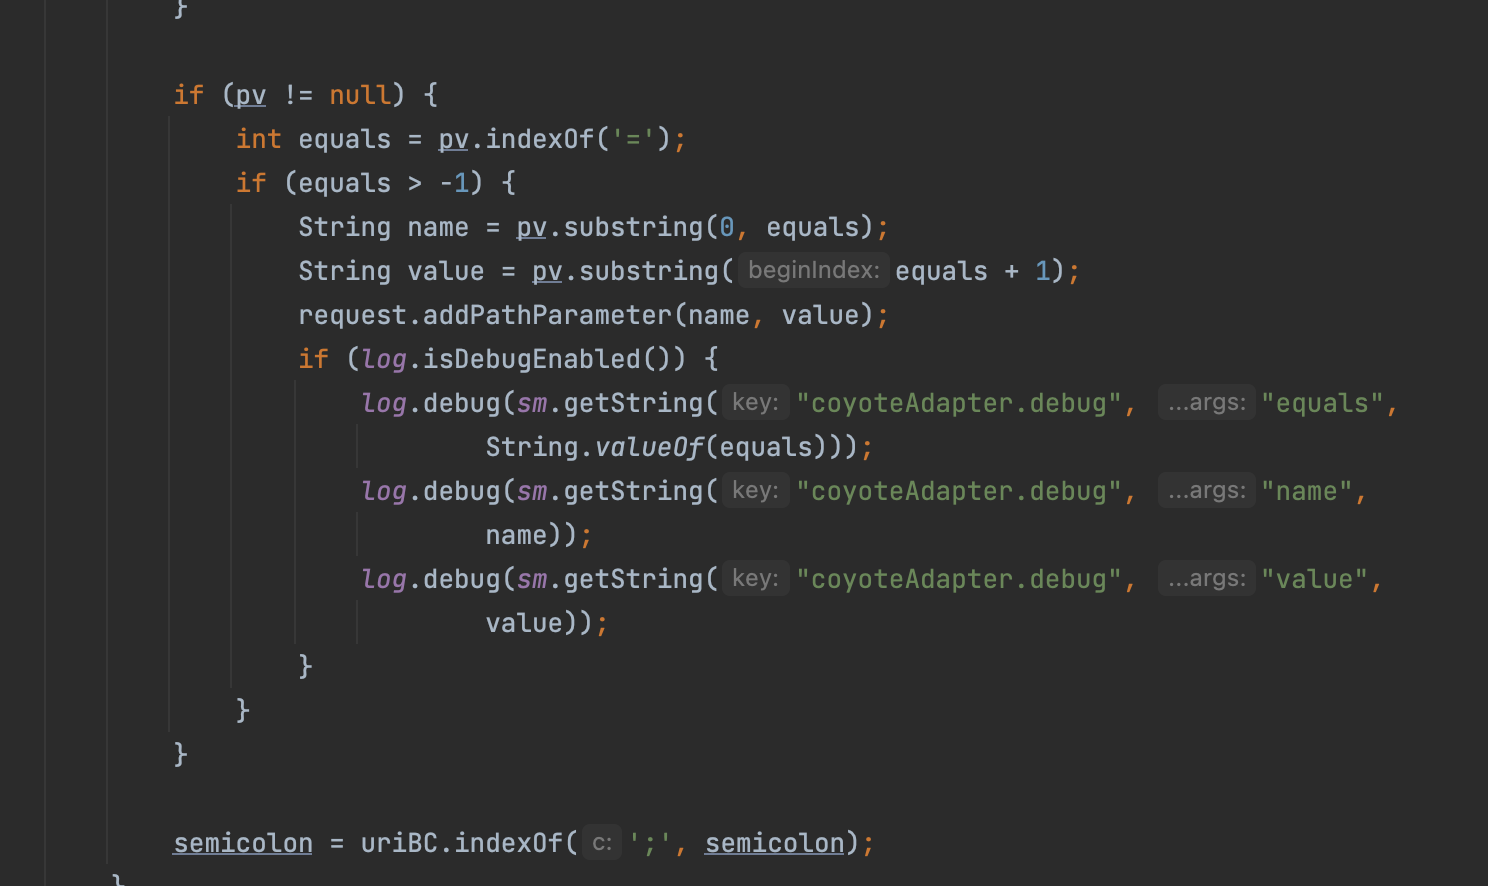 }
if (pv != null) {
int equals = pv.indexOf('=');
if (equals > -1) {
String name = pv.substring(0, equals);
String value = pv.substring( beginIndex: equals + 1);
request.addPathParameter(name, value);
if (log.isDebugEnabled()) {
log.debug(sm.getString( key: "coyoteAdapter.debug", ...args: "equals",
String.valueOf(equals)));
log.debug(sm.getString( key: "coyoteAdapter.debug", ...args: "name",
name));
log.debug(sm.getString( key: "coyoteAdapter.debug", ...args: "value",
value));
}
}
}
semicolon = uriBC.indexOf( c: ';', semicolon);
}